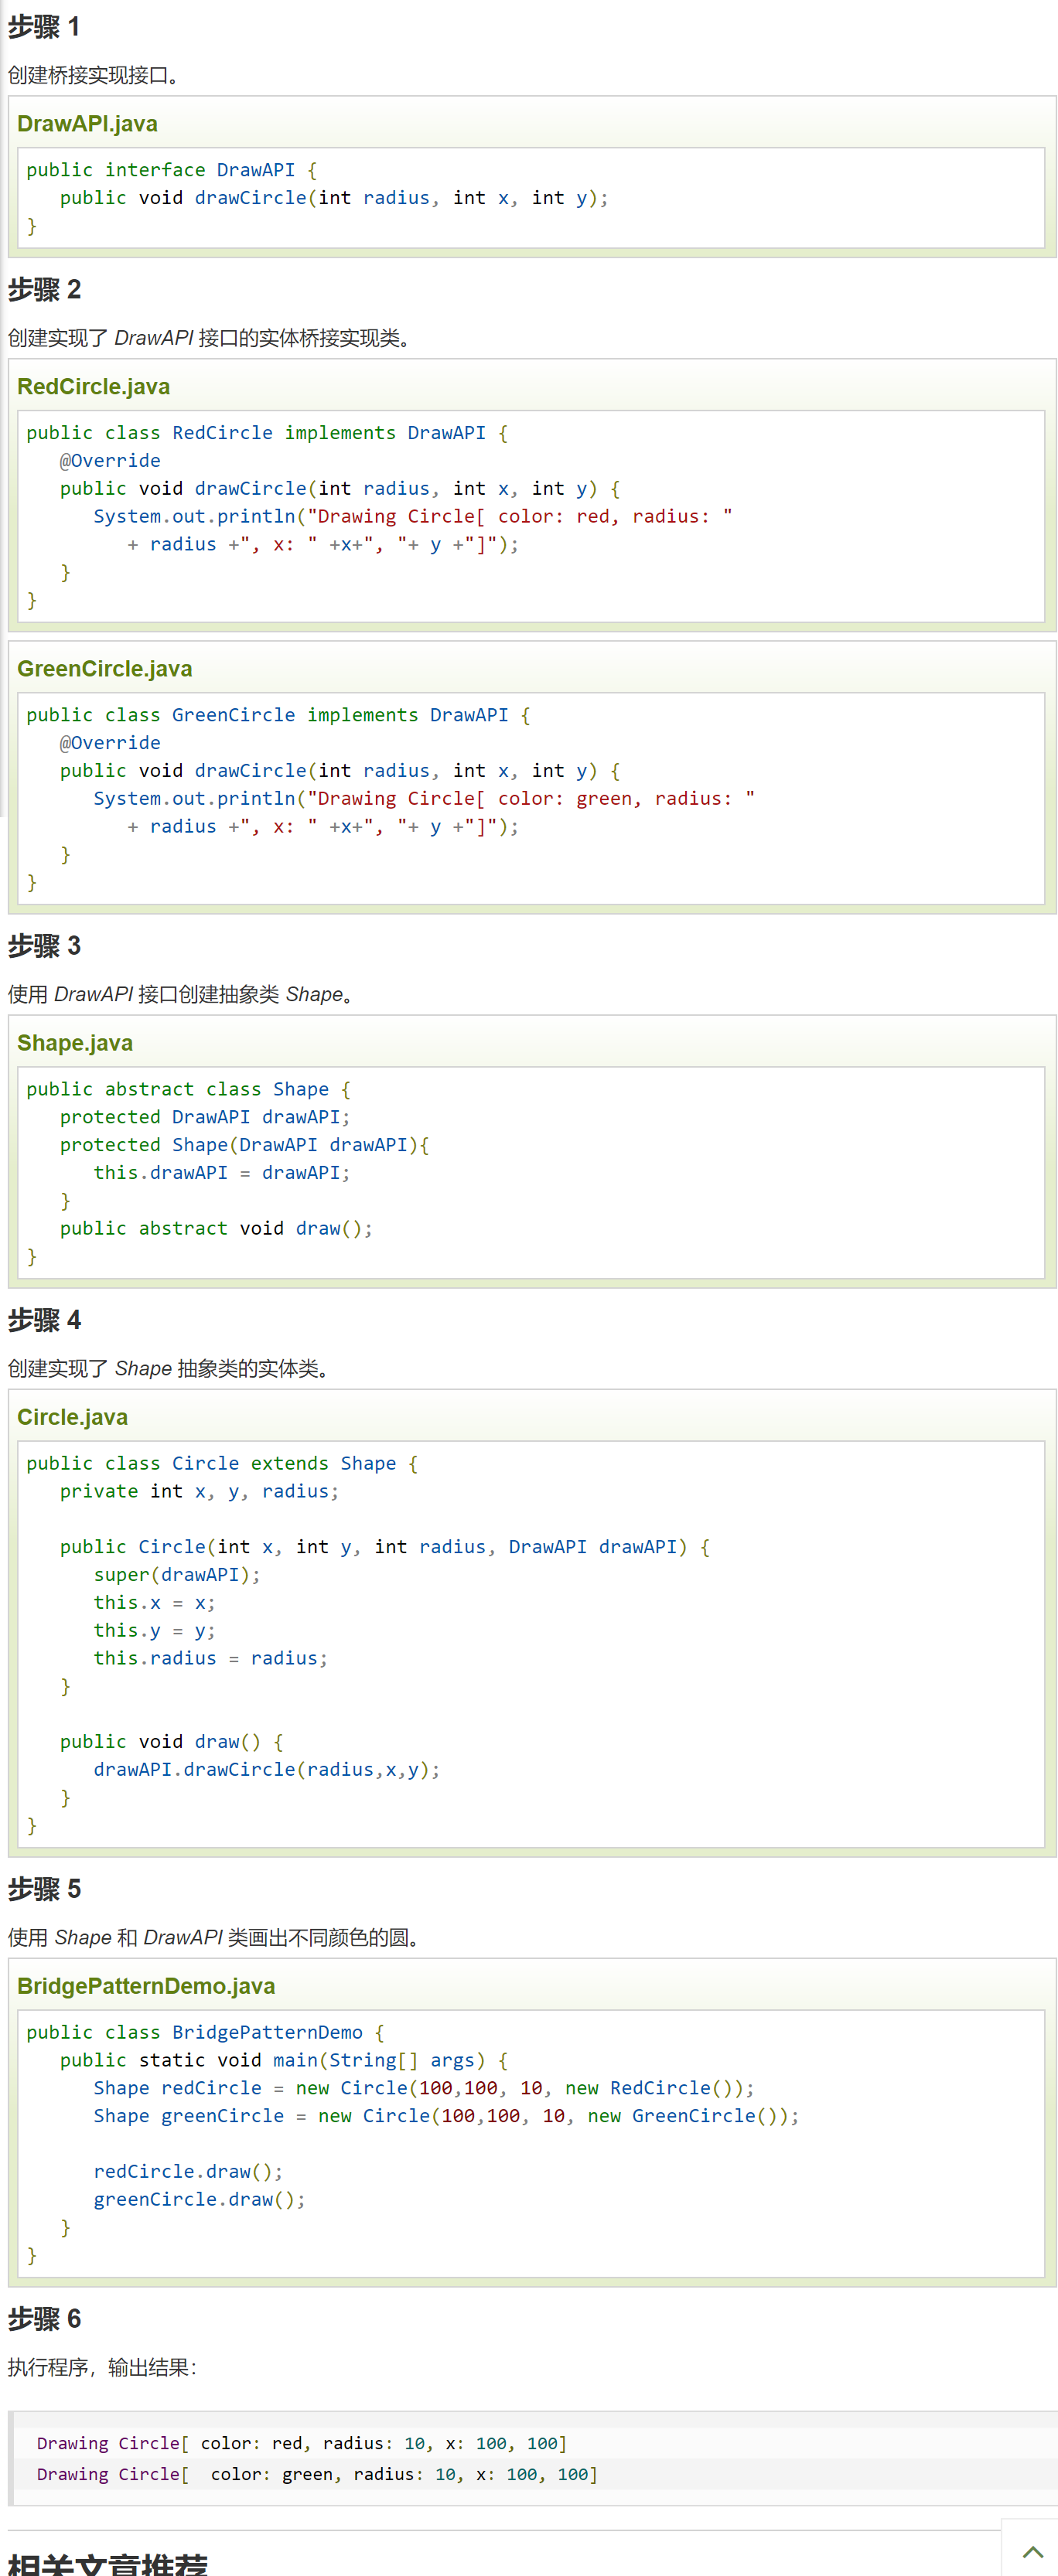 步骤 1
创建桥接实现接口。
DrawAPI.java
public interface DrawAPI {
   public void drawCircle(int radius, int x, int y);
}
步骤 2
创建实现了 DrawAPI 接口的实体桥接实现类。
RedCircle.java
public class RedCircle implements DrawAPI {
   @Override
   public void drawCircle(int radius, int x, int y) {
      System.out.println("Drawing Circle[ color: red, radius: "
         + radius +", x: " +x+", "+ y +"]");
   }
}
GreenCircle.java
public class GreenCircle implements DrawAPI {
   @Override
   public void drawCircle(int radius, int x, int y) {
      System.out.println("Drawing Circle[ color: green, radius: "
         + radius +", x: " +x+", "+ y +"]");
   }
}
步骤 3
使用 DrawAPI 接口创建抽象类 Shape。
Shape.java
public abstract class Shape {
   protected DrawAPI drawAPI;
   protected Shape(DrawAPI drawAPI){
      this.drawAPI = drawAPI;
   }
   public abstract void draw();
}
步骤 4
创建实现了 Shape 抽象类的实体类。
Circle.java
public class Circle extends Shape {
   private int x, y, radius;
   public Circle(int x, int y, int radius, DrawAPI drawAPI) {
      super(drawAPI);
      this.x = x;
      this.y = y;
      this.radius = radius;
   }
   public void draw() {
      drawAPI.drawCircle(radius,x,y);
   }
}
步骤 5
使用 Shape 和 DrawAPI 类画出不同颜色的圆。
BridgePatternDemo.java
public class BridgePatternDemo {
   public static void main(String[] args) {
      Shape redCircle = new Circle(100,100, 10, new RedCircle());
      Shape greenCircle = new Circle(100,100, 10, new GreenCircle());
      redCircle.draw();
      greenCircle.draw();
   }
}
步骤 6
执行程序，输出结果：
Drawing Circle[ color: red, radius: 10, x: 100, 100]
Drawing Circle[  color: green, radius: 10, x: 100, 100]
相关文章推荐